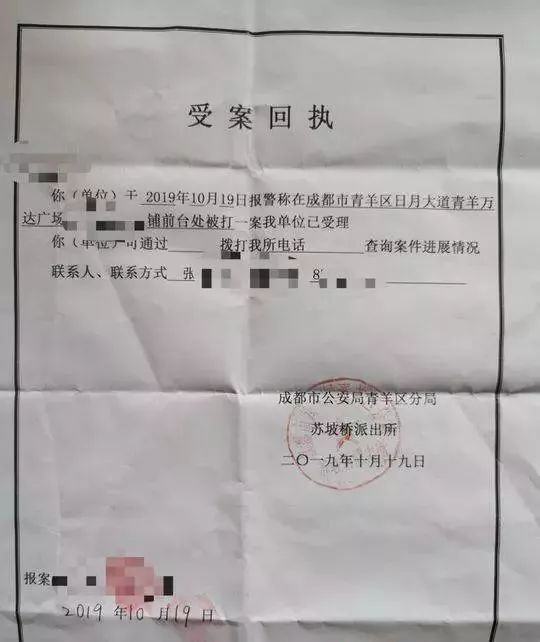 受案回执
你（单位）于 2019年10月19日报警称在成都市青羊区日月大道青羊万
达广场 铺前台处被打一案我单位已受理
你（单位）可通过 拨打我所电话 查询案件进展情况
联系人、联系方式 张 8
成都市公安局青羊区分局
苏坡桥派出所
二〇一九年十月十九日
报案
2019 年10 月19 日